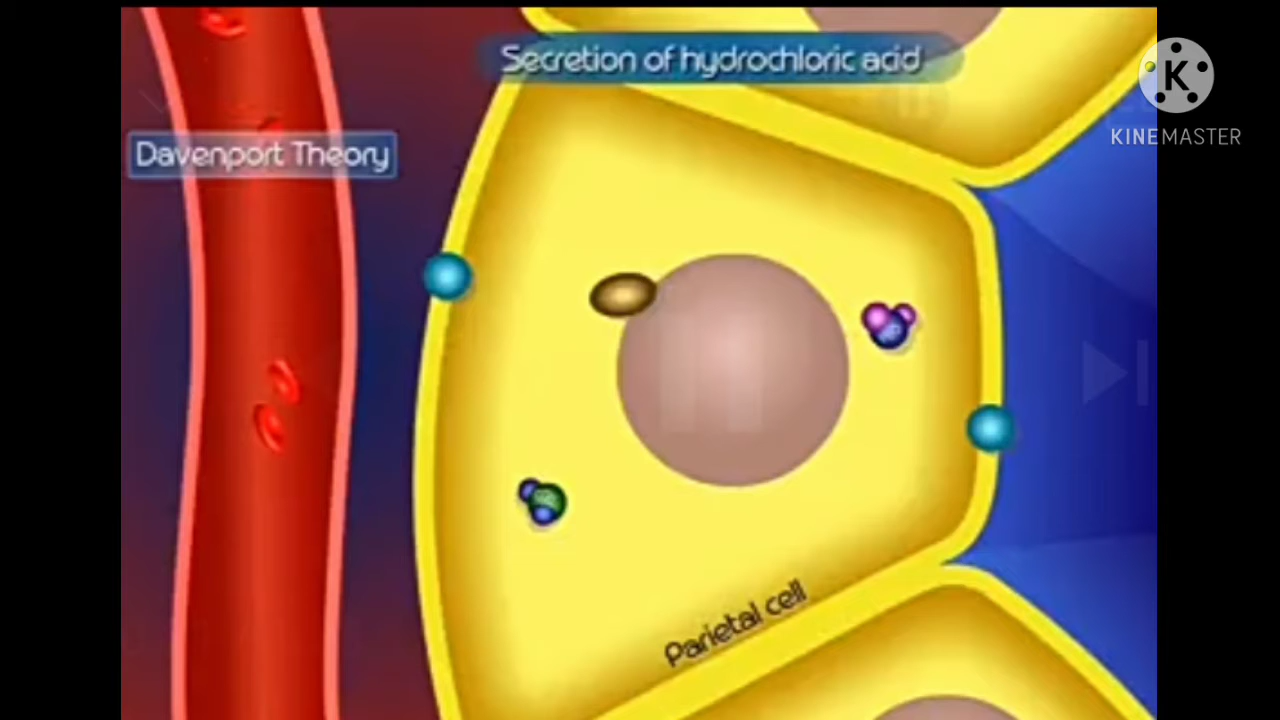 Secretion of hydrochloric acid
Davenport Theory
K
KINEMASTER
Parietal cell